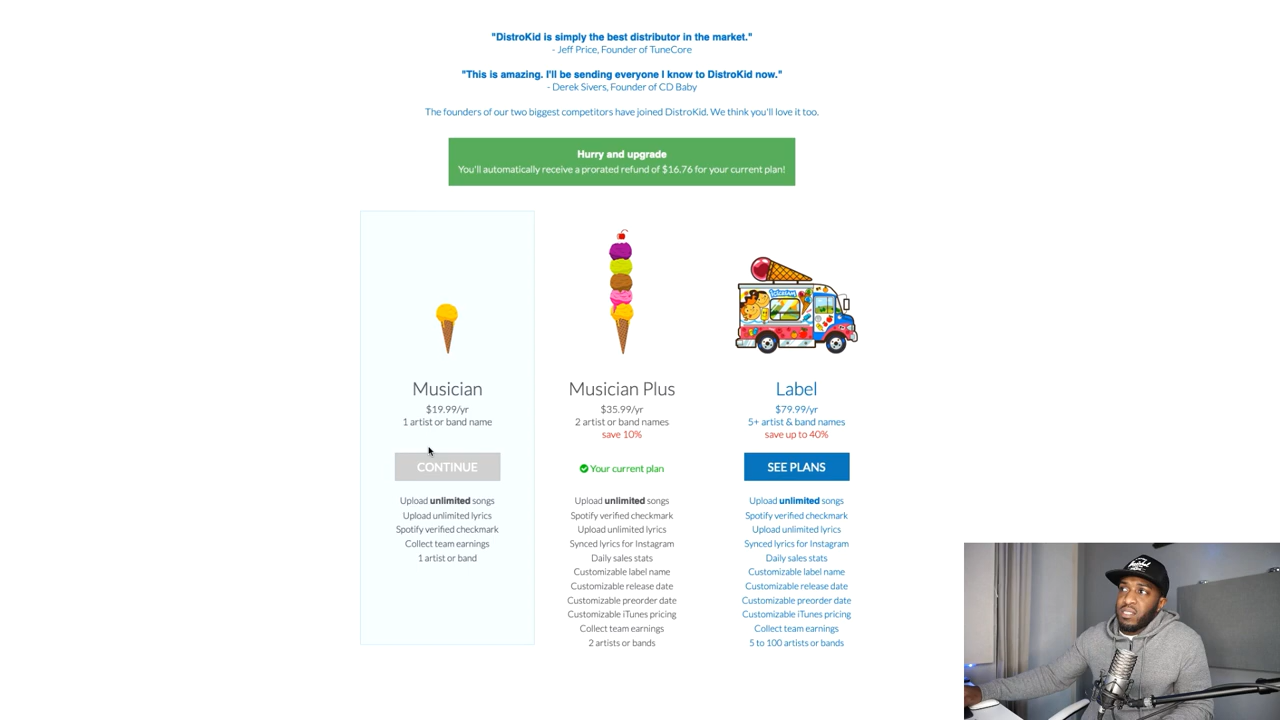 "DistroKid is simply the best distributor in the market."
- Jeff Price, Founder of TuneCore
"This is amazing. I'll be sending everyone I know to DistroKid now."
- Derek Sivers, Founder of CD Baby
The founders of our two biggest competitors have joined DistroKid. We think you'll love it too.
Hurry and upgrade
You'll automatically receive a prorated refund of $16.76 for your current plan!
Musician
$19.99/yr
1 artist or band name
CONTINUE
Upload unlimited songs
Upload unlimited lyrics
Spotify verified checkmark
Collect team earnings
1 artist or band
Musician Plus
$35.99/yr
2 artist or band names
save 10%
Your current plan
Upload unlimited songs
Spotify verified checkmark
Upload unlimited lyrics
Synced lyrics for Instagram
Daily sales stats
Customizable label name
Customizable release date
Customizable preorder date
Customizable iTunes pricing
Collect team earnings
2 artists or bands
Label
$79.99/yr
5+ artist & band names
save up to 40%
SEE PLANS
Upload unlimited songs
Spotify verified checkmark
Upload unlimited lyrics
Synced lyrics for Instagram
Daily sales stats
Customizable label name
Customizable release date
Customizable preorder date
Customizable iTunes pricing
Collect team earnings
5 to 100 artists or bands